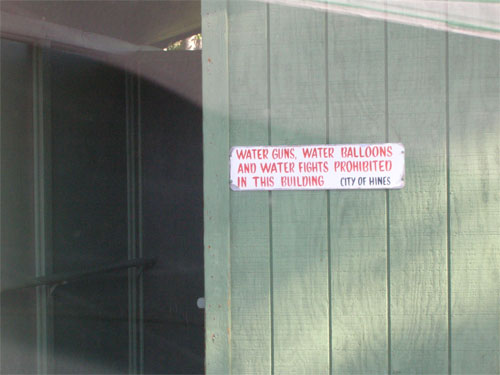 WATER GUNS, WATER BALLOONS
AND WATER FIGHTS PROHIBITED
IN THIS BUILDING CITY OF HINES